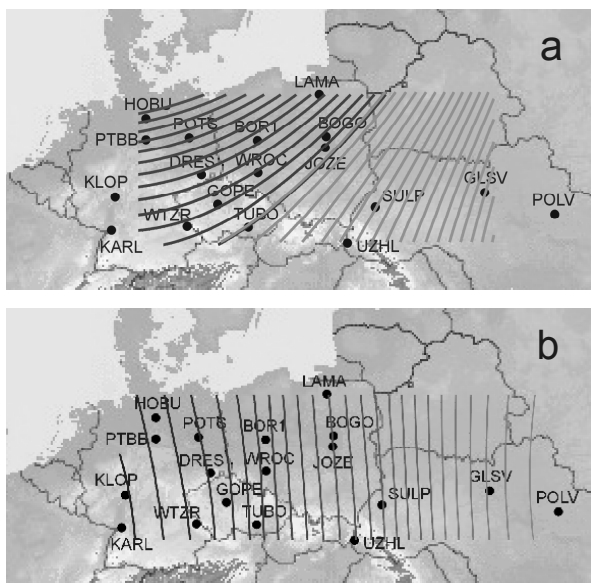 a
LAMA
HOBU
PTBB POTS BOR1 BOGO
JOZE
DRES WROC
KLOP GOPE SULP GLSV POLV
WTZR TUBO
KARL UZHL
b
LAMA
HOBU
PTBB POTS BOR1 BOGO
JOZE
DRES WROC
KLOP GOPE SULP GLSV POLV
WTZR TUBO
KARL UZHL